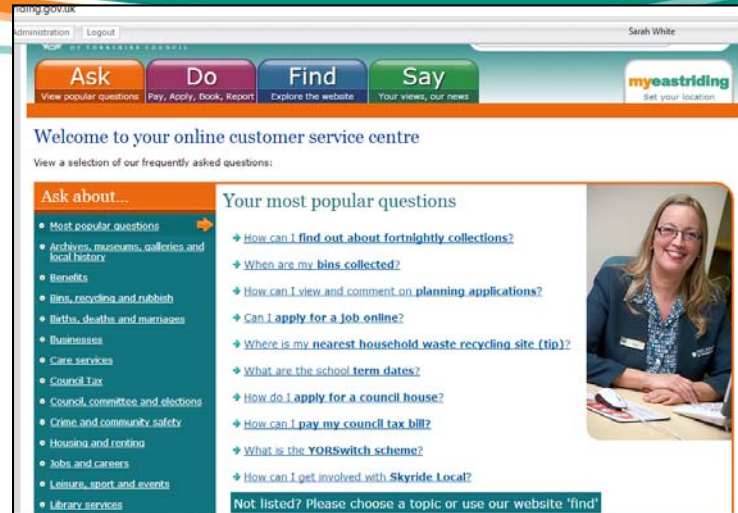 riding.gov.uk
Administration Logout Sarah White
OF YORKSHIRE COUNCIL
Ask
View popular questions
Do
Pay, Apply, Book, Report
Find
Explore the website
Say
Your views, our news
myeastriding
Set your location
Welcome to your online customer service centre
View a selection of our frequently asked questions:
Ask about...
Most popular questions
Archives, museums, galleries and
local history
Benefits
Bins, recycling and rubbish
Births, deaths and marriages
Businesses
Care services
Council Tax
Council, committee and elections
Crime and community safety
Housing and renting
Jobs and careers
Leisure, sport and events
Library services
Your most popular questions
How can I find out about fortnightly collections?
When are my bins collected?
How can I view and comment on planning applications?
Can I apply for a job online?
Where is my nearest household waste recycling site (tip)?
What are the school term dates?
How do I apply for a council house?
How can I pay my council tax bill?
What is the YORSwitch scheme?
How can I get involved with Skyride Local?
Not listed? Please choose a topic or use our website 'find'